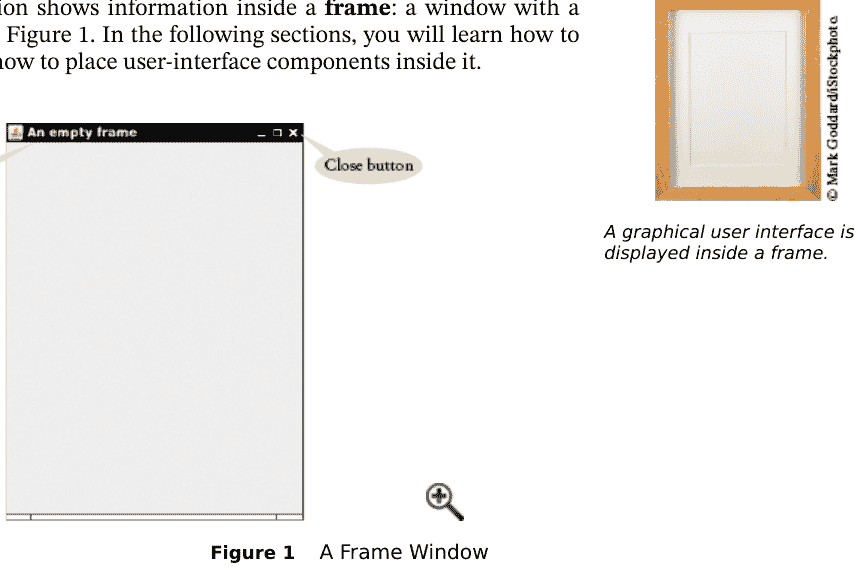 ion shows information inside a frame: a window with a
Figure 1. In the following sections, you will learn how to
how to place user-interface components inside it.
An empty frame
Close button
© Mark Goddard/iStockphoto.
A graphical user interface is
displayed inside a frame.
Figure 1 A Frame Window